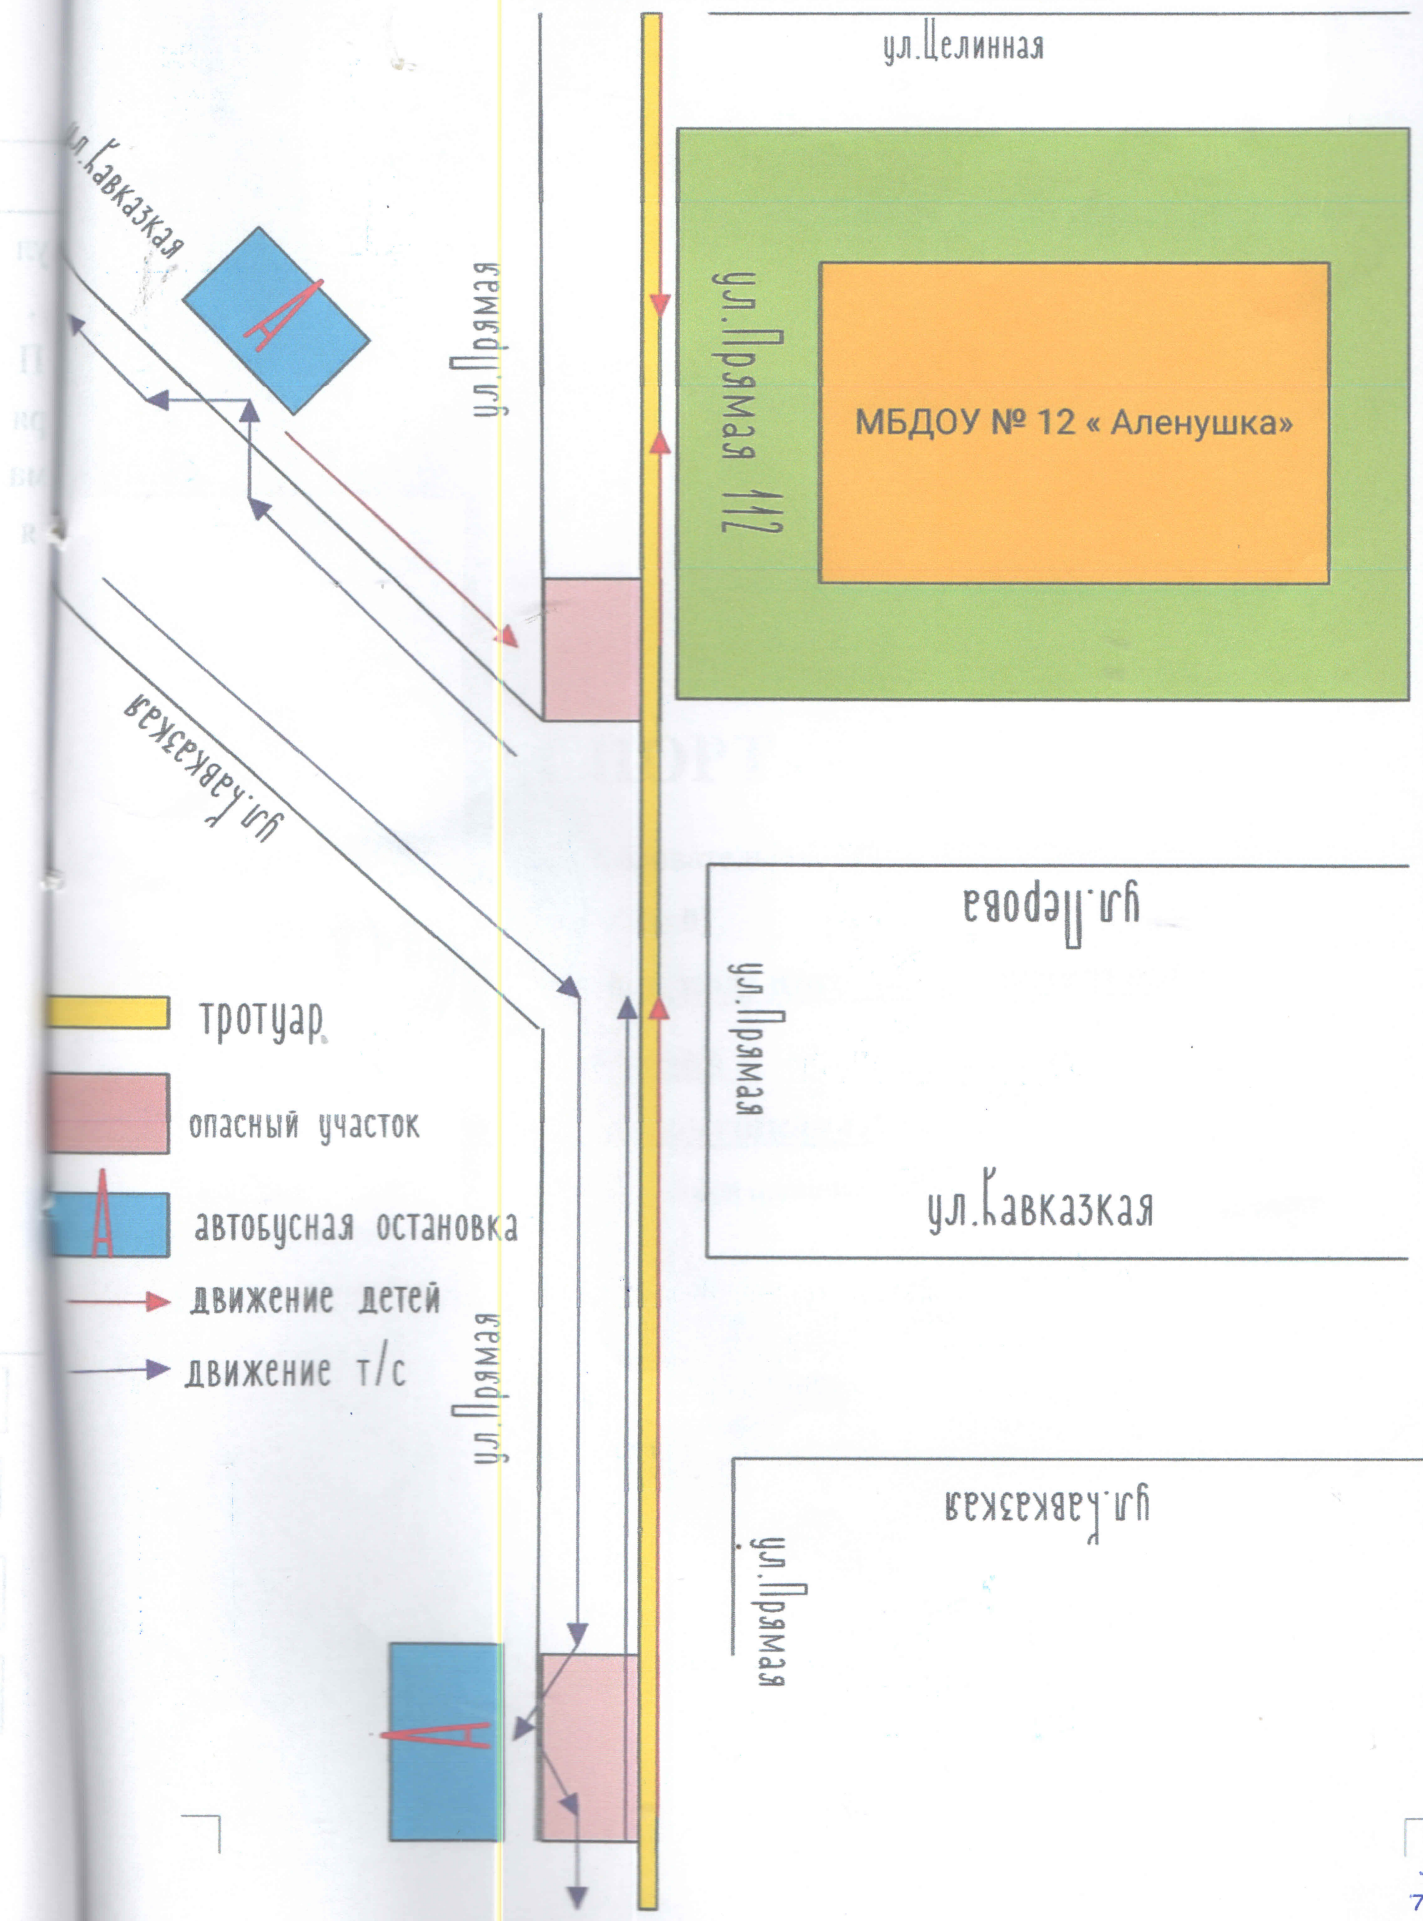 ул.Целинная
ул.Кавказкая
А
ул.Прямая
ул.Прямая 112
МБДОУ № 12 « Аленушка»
ул.Кавказкая
ул.Перова
ул.Прямая
ул.Кавказкая
тротуар
опасный участок
А
автобусная остановка
движение детей
движение т/с
ул.Прямая
ул.Кавказкая
ул.Прямая
А
7